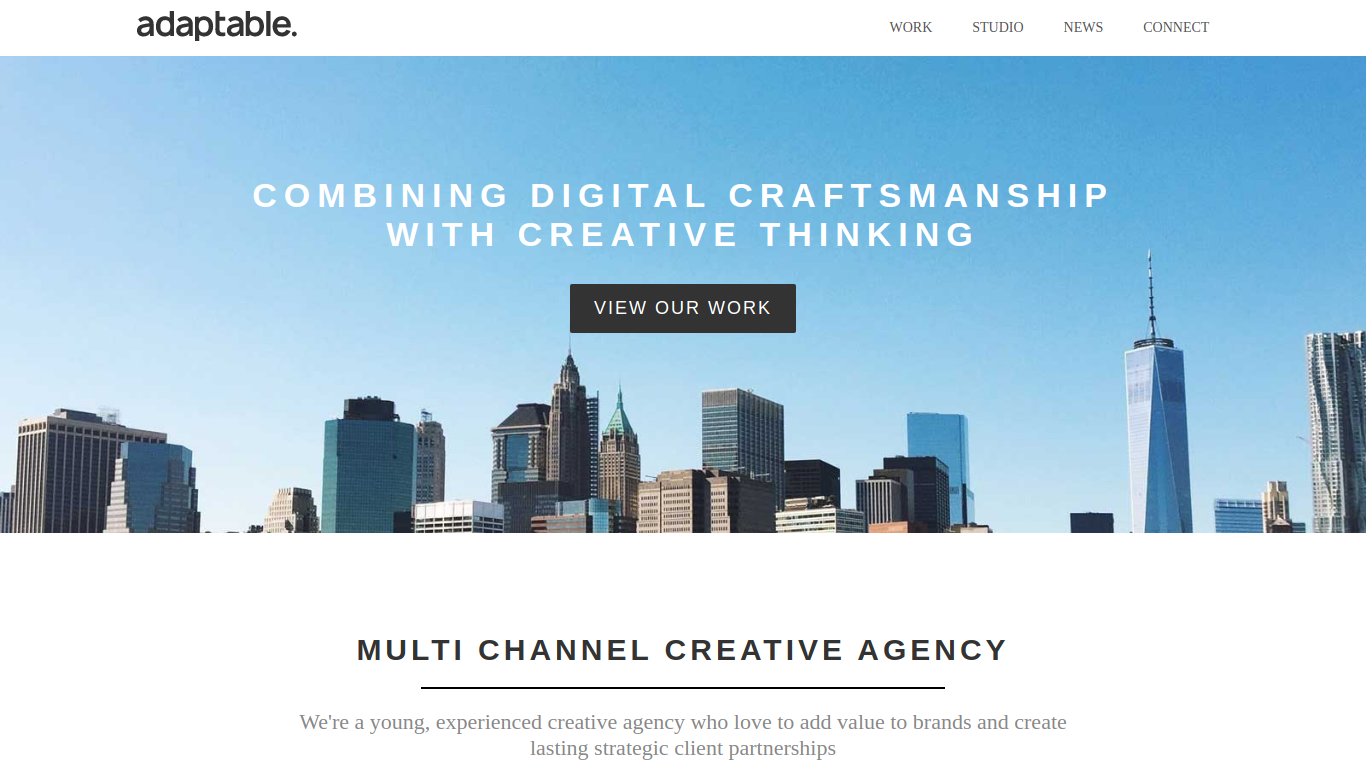 adaptable.
WORK STUDIO NEWS CONNECT
COMBINING DIGITAL CRAFTSMANSHIP
WITH CREATIVE THINKING
VIEW OUR WORK
MULTI CHANNEL CREATIVE AGENCY
We're a young, experienced creative agency who love to add value to brands and create
lasting strategic client partnerships